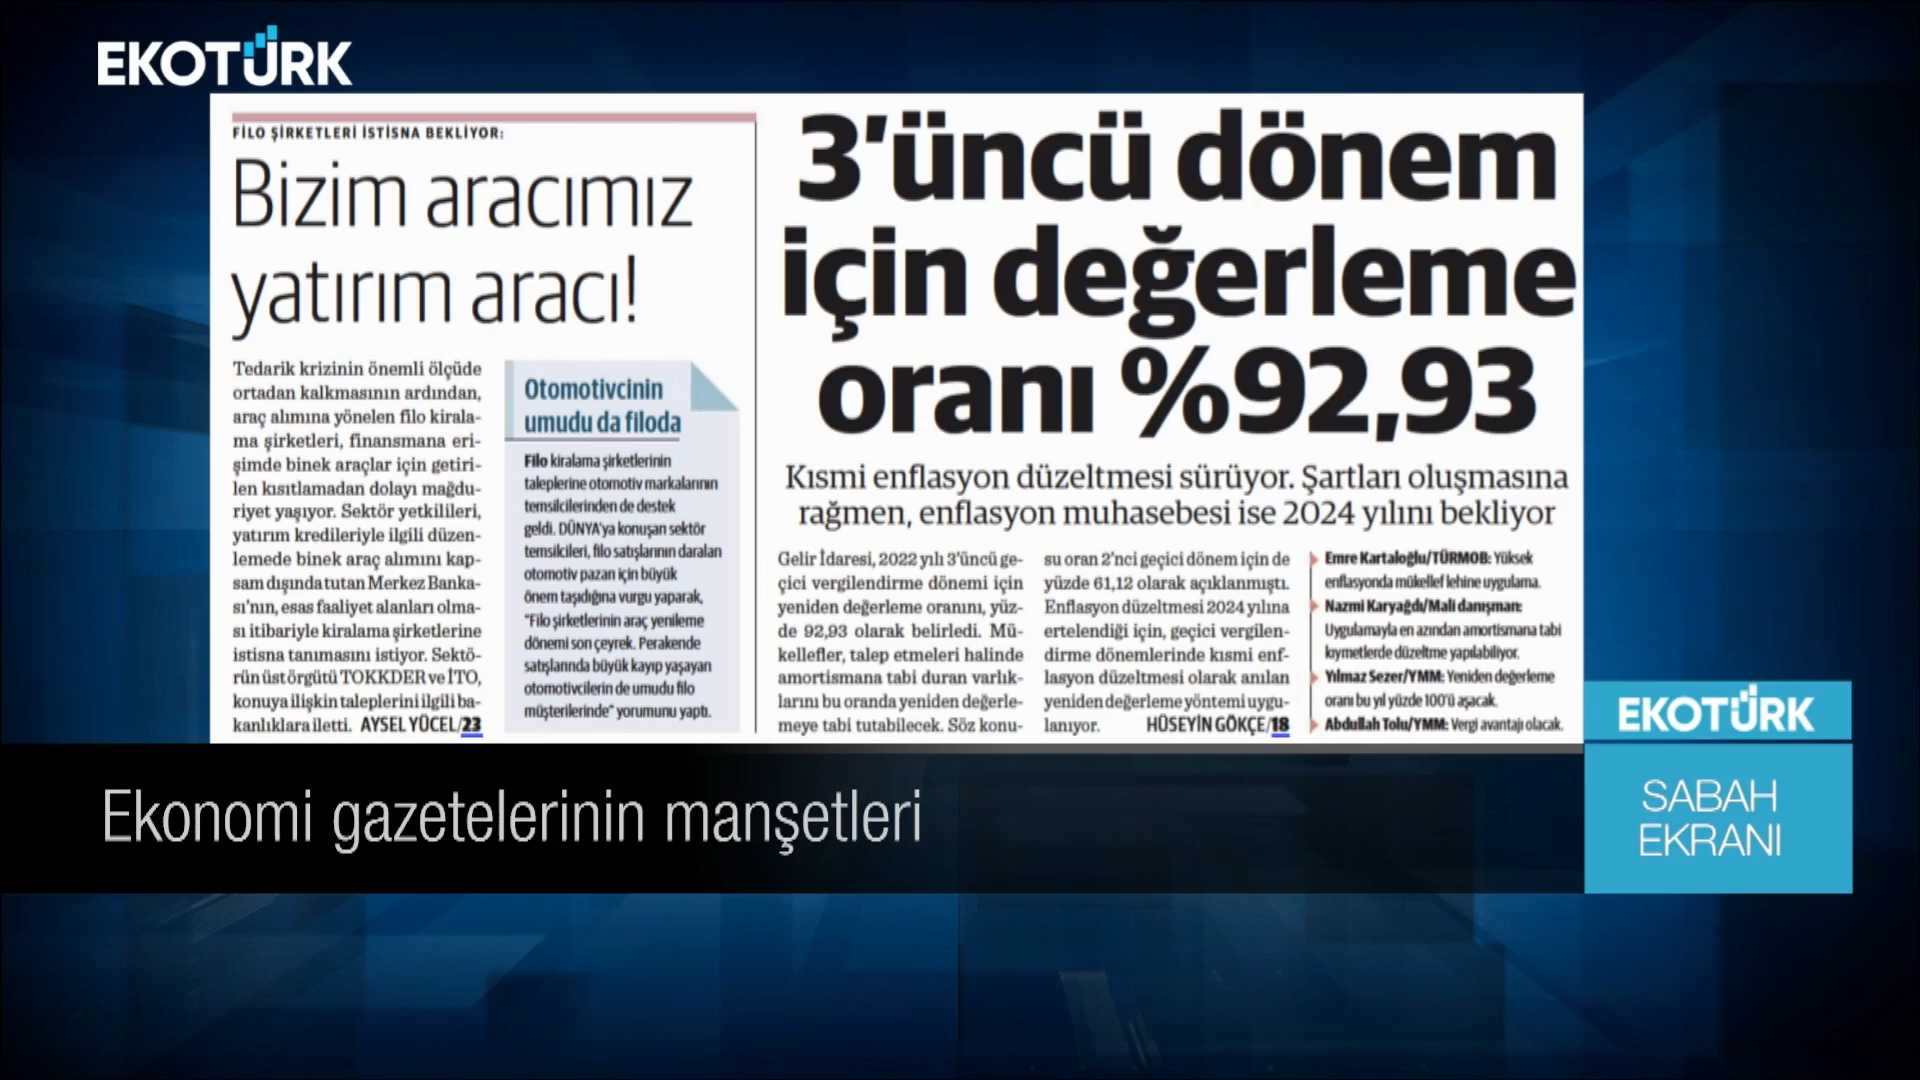 EKOTÜRK
FİLO ŞİRKETLERİ İSTİSNA BEKLİYOR:
Bizim aracımız
yatırım aracı!
Tedarik krizinin önemli ölçüde
ortadan kalkmasının ardından,
araç alımına yönelen filo kirala-
ma şirketleri, finansmana eri-
şimde binek araçlar için getiri-
len kısıtlamadan dolayı mağdu-
riyet yaşıyor. Sektör yetkilileri,
yatırım kredileriyle ilgili düzen-
lemede binek araç alımını kap-
sam dışında tutan Merkez Banka-
sı'nın, esas faaliyet alanları olma-
sı itibariyle kiralama şirketlerine
istisna tanımasını istiyor. Sektö-
rün üst örgütü TOKKDER ve İTO,
konuya ilişkin taleplerini ilgili ba-
kanlıklara iletti. AYSEL YÜCEL/23
Otomotivcinin
umudu da filoda
Filo kiralama şirketlerinin
taleplerine otomotiv markalarının
temsilcilerinden de destek
geldi. DÜNYA'ya konuşan sektör
temsilcileri, filo satışlarının daralan
otomotiv pazarı için büyük
önem taşıdığına vurgu yaparak,
"Filo şirketlerinin araç yenileme
dönemi son çeyrek. Perakende
satışlarında büyük kayıp yaşayan
otomotivcilerin de umudu filo
müşterilerinde" yorumunu yaptı.
3'üncü dönem
için değerleme
oranı %92,93
Kısmi enflasyon düzeltmesi sürüyor. Şartları oluşmasına
rağmen, enflasyon muhasebesi ise 2024 yılını bekliyor
Gelir İdaresi, 2022 yılı 3'üncü ge-
çici vergilendirme dönemi için
yeniden değerleme oranını, yüz-
de 92,93 olarak belirledi. Mü-
kellefler, talep etmeleri halinde
amortismana tabi duran varlık-
larını bu oranda yeniden değerle-
meye tabi tutabilecek. Söz konu-
su oran 2'nci geçici dönem için de
yüzde 61,12 olarak açıklanmıştı.
Enflasyon düzeltmesi 2024 yılına
ertelendiği için, geçici vergilen-
dirme dönemlerinde kısmi enf-
lasyon düzeltmesi olarak anılan
yeniden değerleme yöntemi uygu-
lanıyor. HÜSEYİN GÖKÇE/18
Emre Kartaloğlu/TÜRMOB: Yüksek
enflasyonda mükellef lehine uygulama.
Nazmi Karyağdı/Mali danışman:
Uygulamayla en azından amortismana tabi
kıymetlerde düzeltme yapılabiliyor.
Yılmaz Sezer/YMM: Yeniden değerleme
oranı bu yıl yüzde 100'ü aşacak.
Abdullah Tolu/YMM: Vergi avantajı olacak.
EKOTÜRK
SABAH
EKRANI
Ekonomi gazetelerinin manşetleri